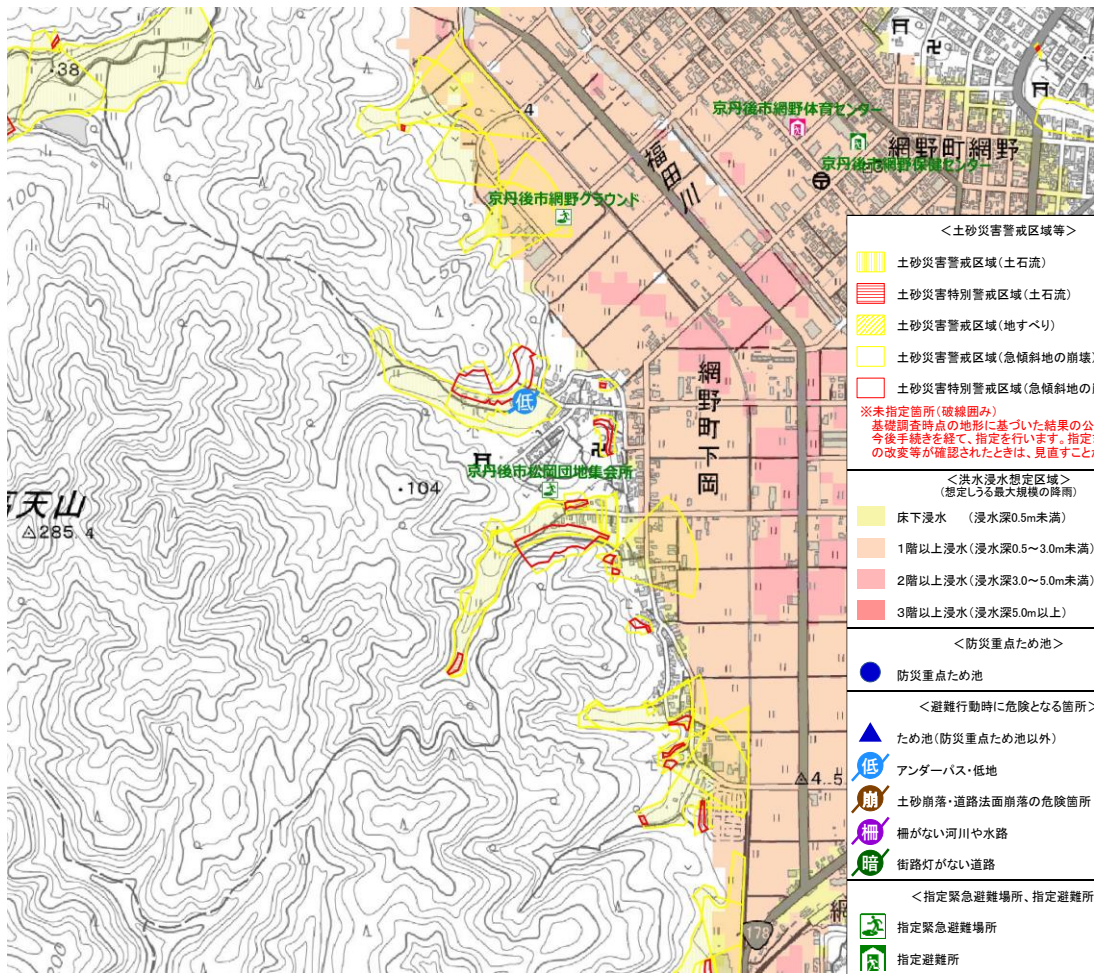 ・38
・4
京丹後市網野体育センター
網野町網野
京丹後市網野保健センター
福田川
京丹後市網野グラウンド
100
50
低
網野町下岡
京丹後市松岡団地集会所
・104
天山
△285.4
△4.5
178
網
＜土砂災害警戒区域等＞
土砂災害警戒区域(土石流)
土砂災害特別警戒区域(土石流)
土砂災害警戒区域(地すべり)
土砂災害警戒区域(急傾斜地の崩壊)
土砂災害特別警戒区域(急傾斜地の
※未指定箇所(破線囲み)
基礎調査時点の地形に基づいた結果の公
今後手続きを経て、指定を行います。指定
の改変等が確認されたときは、見直すこと
＜洪水浸水想定区域＞
(想定しうる最大規模の降雨)
床下浸水　(浸水深0.5m未満)
1階以上浸水(浸水深0.5～3.0m未満)
2階以上浸水(浸水深3.0～5.0m未満)
3階以上浸水(浸水深5.0m以上)
＜防災重点ため池＞
防災重点ため池
＜避難行動時に危険となる箇所＞
ため池(防災重点ため池以外)
低 アンダーパス・低地
崩 土砂崩落・道路法面崩落の危険箇所
柵 柵がない河川や水路
暗 街路灯がない道路
＜指定緊急避難場所、指定避難所
指定緊急避難場所
指定避難所